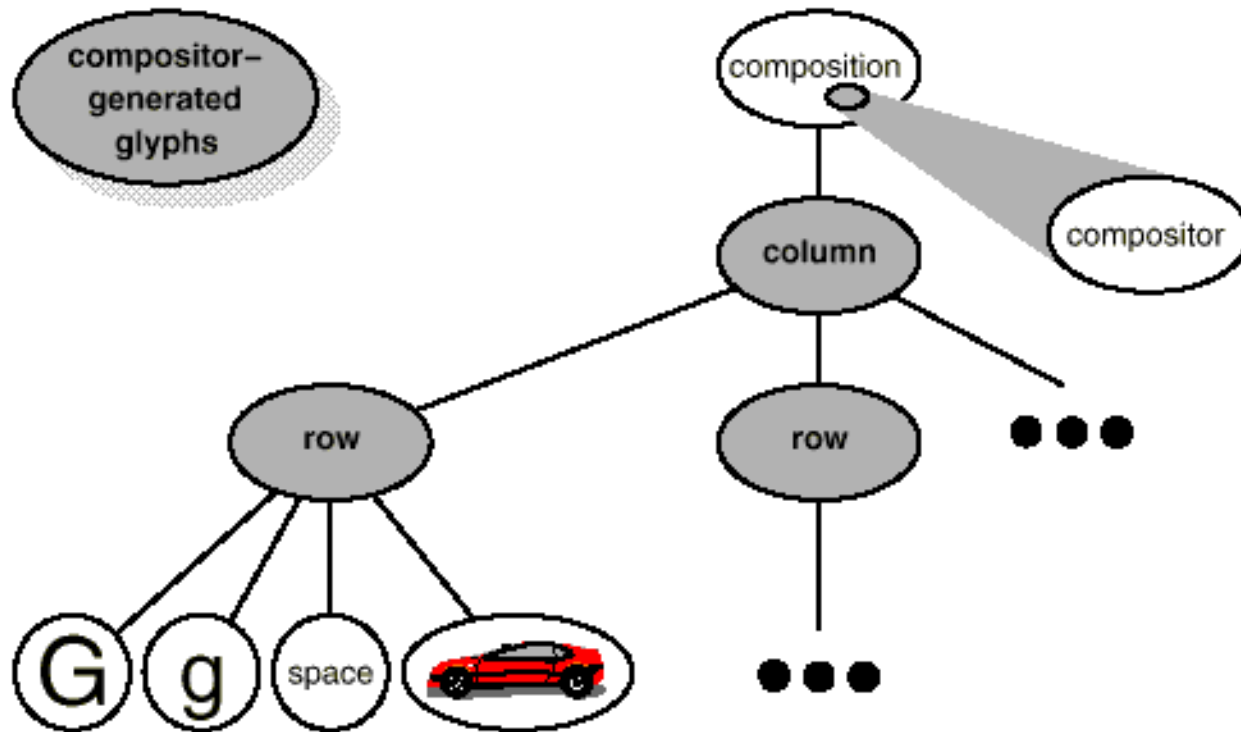 compositor–
generated
glyphs
composition
compositor
column
row
row
G
g
space